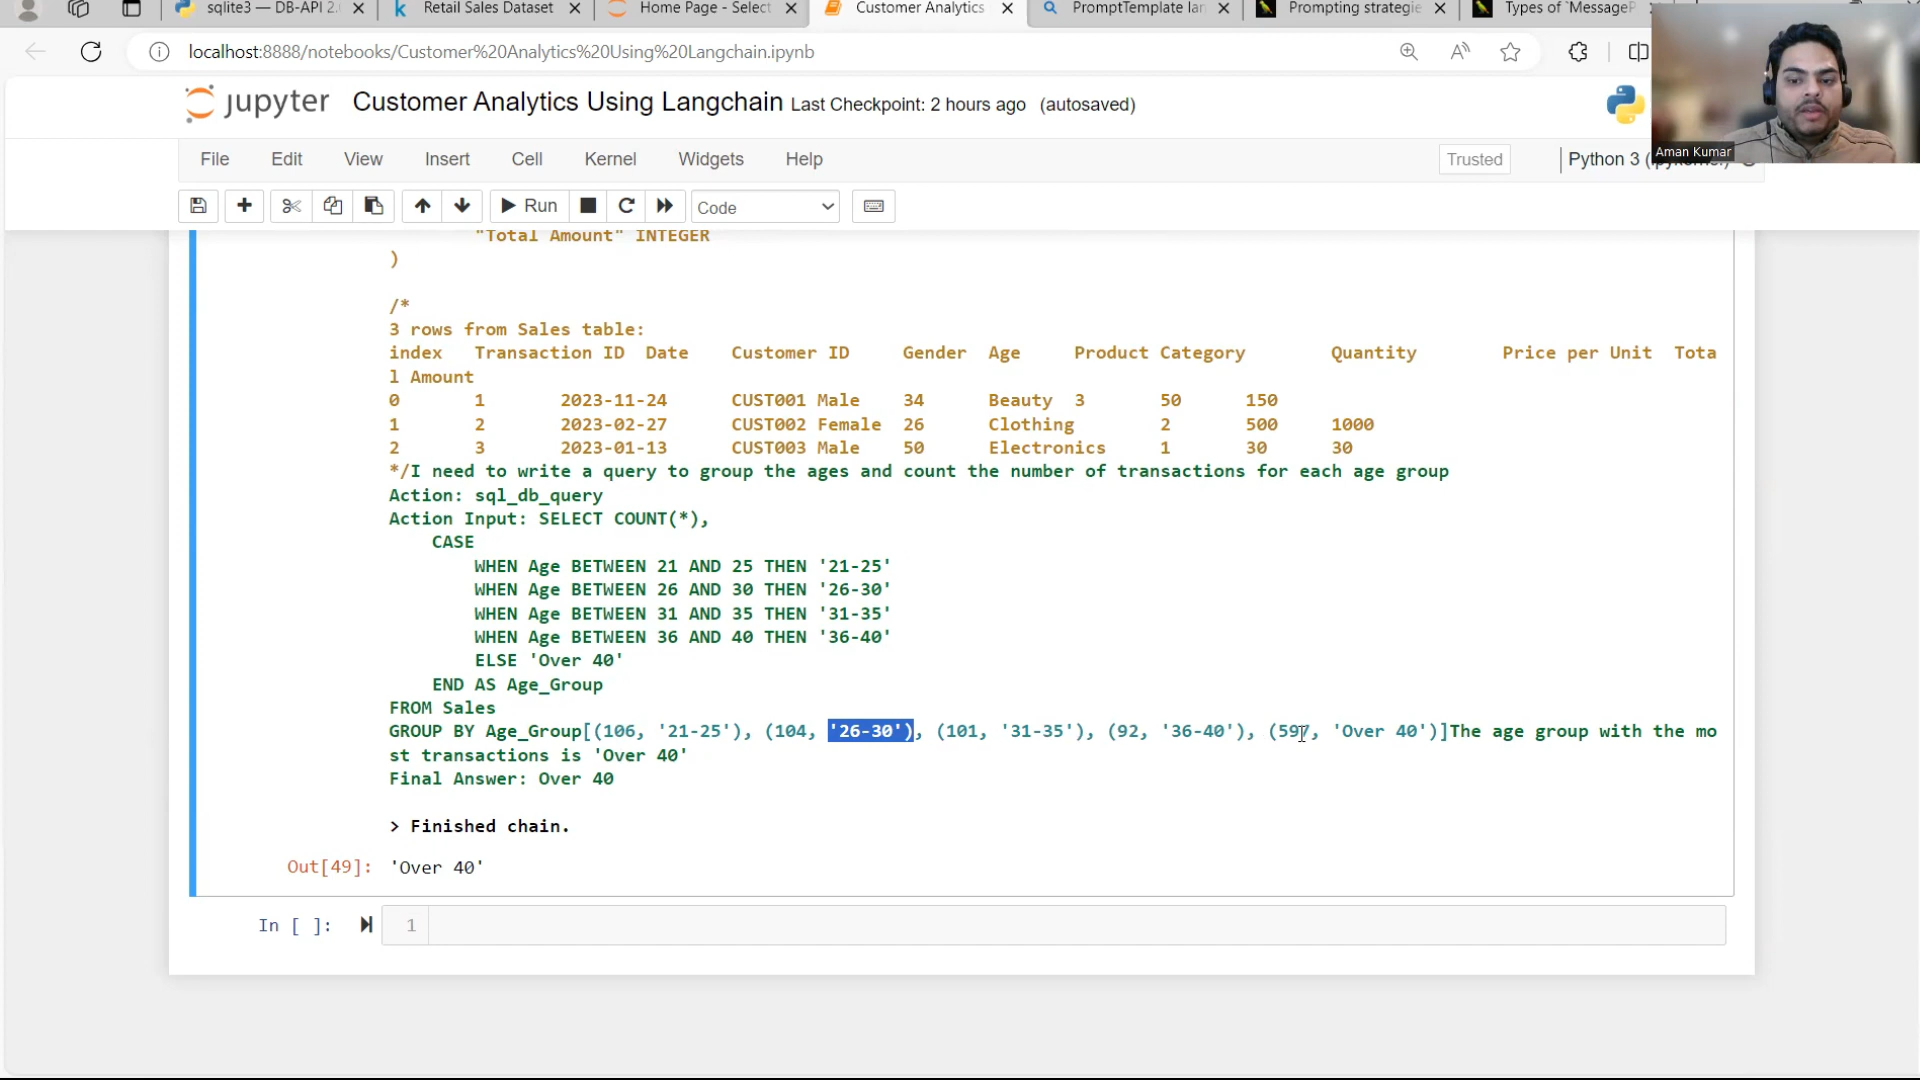 sqlite3 — DB-API 2.
Retail Sales Dataset
Home Page - Select
Customer Analytics
PromptTemplate lan
Prompting strategie
Types of `MessageP
localhost:8888/notebooks/Customer%20Analytics%20Using%20Langchain.ipynb
jupyter Customer Analytics Using Langchain Last Checkpoint: 2 hours ago (autosaved)
Aman Kumar
File Edit View Insert Cell Kernel Widgets Help Trusted Python 3
Run Code
"Total Amount" INTEGER
)
/*
3 rows from Sales table:
index Transaction ID Date Customer ID Gender Age Product Category Quantity Price per Unit Tota
l Amount
0 1 2023-11-24 CUST001 Male 34 Beauty 3 50 150
1 2 2023-02-27 CUST002 Female 26 Clothing 2 500 1000
2 3 2023-01-13 CUST003 Male 50 Electronics 1 30 30
*/I need to write a query to group the ages and count the number of transactions for each age group
Action: sql_db_query
Action Input: SELECT COUNT(*),
CASE
WHEN Age BETWEEN 21 AND 25 THEN '21-25'
WHEN Age BETWEEN 26 AND 30 THEN '26-30'
WHEN Age BETWEEN 31 AND 35 THEN '31-35'
WHEN Age BETWEEN 36 AND 40 THEN '36-40'
ELSE 'Over 40'
END AS Age_Group
FROM Sales
GROUP BY Age_Group[(106, '21-25'), (104, '26-30'), (101, '31-35'), (92, '36-40'), (597, 'Over 40')]The age group with the mo
st transactions is 'Over 40'
Final Answer: Over 40
> Finished chain.
Out[49]: 'Over 40'
In [ ]: 1